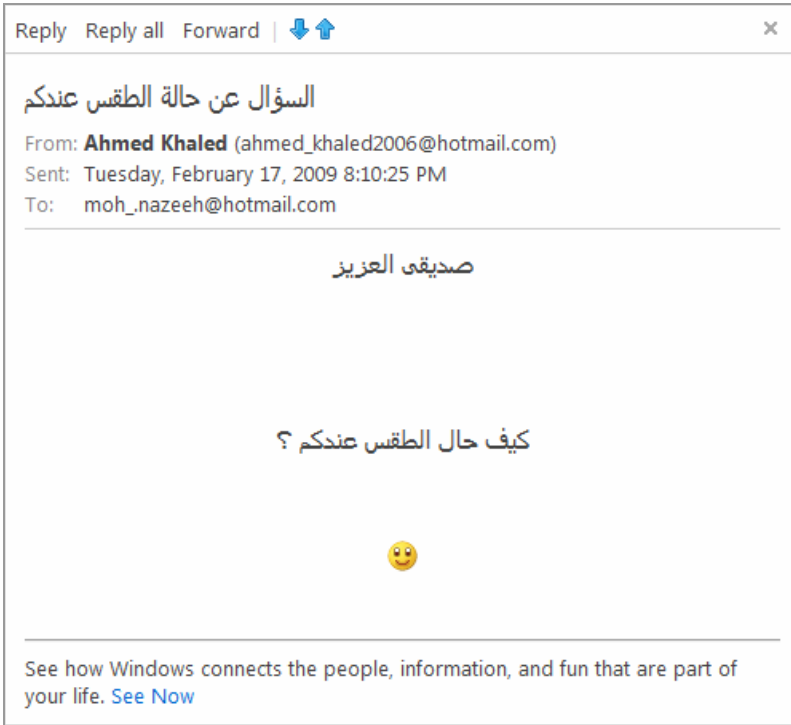 Reply Reply all Forward
السؤال عن حالة الطقس عندكم
From: Ahmed Khaled (ahmed_khaled2006@hotmail.com)
Sent: Tuesday, February 17, 2009 8:10:25 PM
To: moh_.nazeeh@hotmail.com
صديقى العزيز
كيف حال الطقس عندكم ؟
See how Windows connects the people, information, and fun that are part of
your life. See Now